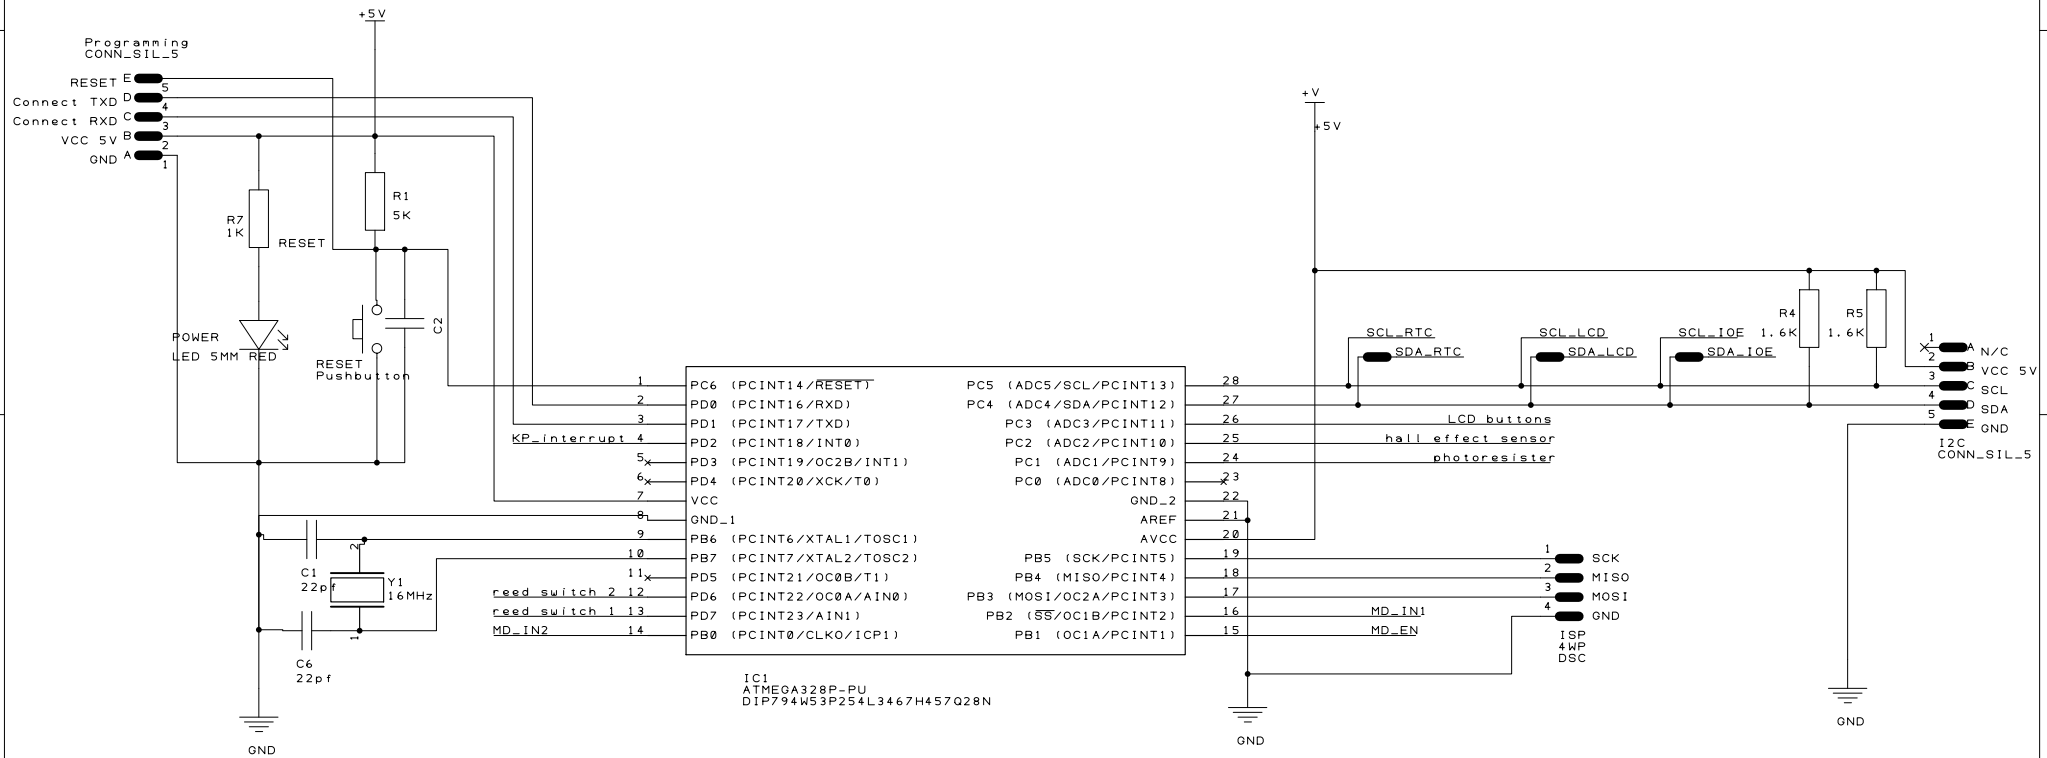 +5V
Programming
CONN_SIL_5
RESET E 5
Connect TXD D 4
Connect RXD C 3
VCC 5V B 2
GND A 1
R1
5K
R7
1K
RESET
POWER
LED 5MM RED
RESET
Pushbutton
C2
+V
+5V
1 PC6 (PCINT14/RESET)
2 PD0 (PCINT16/RXD)
3 PD1 (PCINT17/TXD)
KP_interrupt 4 PD2 (PCINT18/INT0)
5 PD3 (PCINT19/OC2B/INT1)
6 PD4 (PCINT20/XCK/T0)
7 VCC
8 GND_1
9 PB6 (PCINT6/XTAL1/TOSC1)
10 PB7 (PCINT7/XTAL2/TOSC2)
11 PD5 (PCINT21/OC0B/T1)
reed switch 2 12 PD6 (PCINT22/OC0A/AIN0)
reed switch 1 13 PD7 (PCINT23/AIN1)
MD_IN2 14 PB0 (PCINT0/CLKO/ICP1)
PC5 (ADC5/SCL/PCINT13) 28
PC4 (ADC4/SDA/PCINT12) 27
PC3 (ADC3/PCINT11) 26 LCD buttons
PC2 (ADC2/PCINT10) 25 hall effect sensor
PC1 (ADC1/PCINT9) 24 photoresister
PC0 (ADC0/PCINT8) 23
GND_2 22
AREF 21
AVCC 20
PB5 (SCK/PCINT5) 19
PB4 (MISO/PCINT4) 18
PB3 (MOSI/OC2A/PCINT3) 17
PB2 (SS/OC1B/PCINT2) 16 MD_IN1
PB1 (OC1A/PCINT1) 15 MD_EN
IC1
ATMEGA328P-PU
DIP794W53P254L3467H457Q28N
C1
22pf
2
Y1
16MHz
1
C6
22pf
GND
SCL_RTC
SDA_RTC
SCL_LCD
SDA_LCD
SCL_IOE
SDA_IOE
R4
1.6K
R5
1.6K
1 A N/C
2 B VCC 5V
3 C SCL
4 D SDA
5 E GND
I2C
CONN_SIL_5
1 SCK
2 MISO
3 MOSI
4 GND
ISP
4WP
DSC
GND
GND